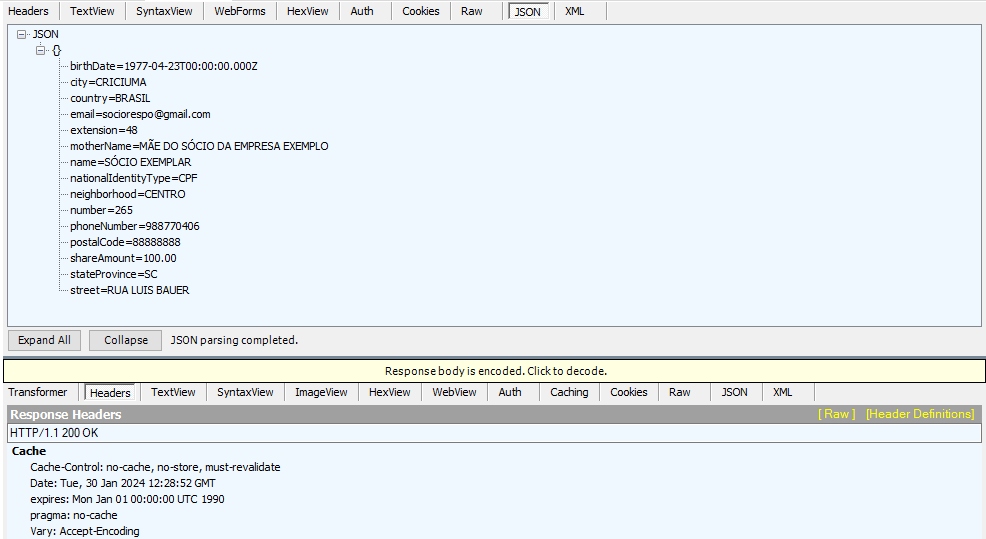 Headers TextView SyntaxView WebForms HexView Auth Cookies Raw JSON XML
JSON
{}
birthDate=1977-04-23T00:00:00.000Z
city=CRICIUMA
country=BRASIL
email=sociorespo@gmail.com
extension=48
motherName=MÃE DO SÓCIO DA EMPRESA EXEMPLO
name=SÓCIO EXEMPLAR
nationalIdentityType=CPF
neighborhood=CENTRO
number=265
phoneNumber=988770406
postalCode=88888888
shareAmount=100.00
stateProvince=SC
street=RUA LUIS BAUER
Expand All Collapse JSON parsing completed.
Response body is encoded. Click to decode.
Transformer Headers TextView SyntaxView ImageView HexView WebView Auth Caching Cookies Raw JSON XML
Response Headers [ Raw ] [Header Definitions]
HTTP/1.1 200 OK
Cache
Cache-Control: no-cache, no-store, must-revalidate
Date: Tue, 30 Jan 2024 12:28:52 GMT
expires: Mon Jan 01 00:00:00 UTC 1990
pragma: no-cache
Vary: Accept-Encoding